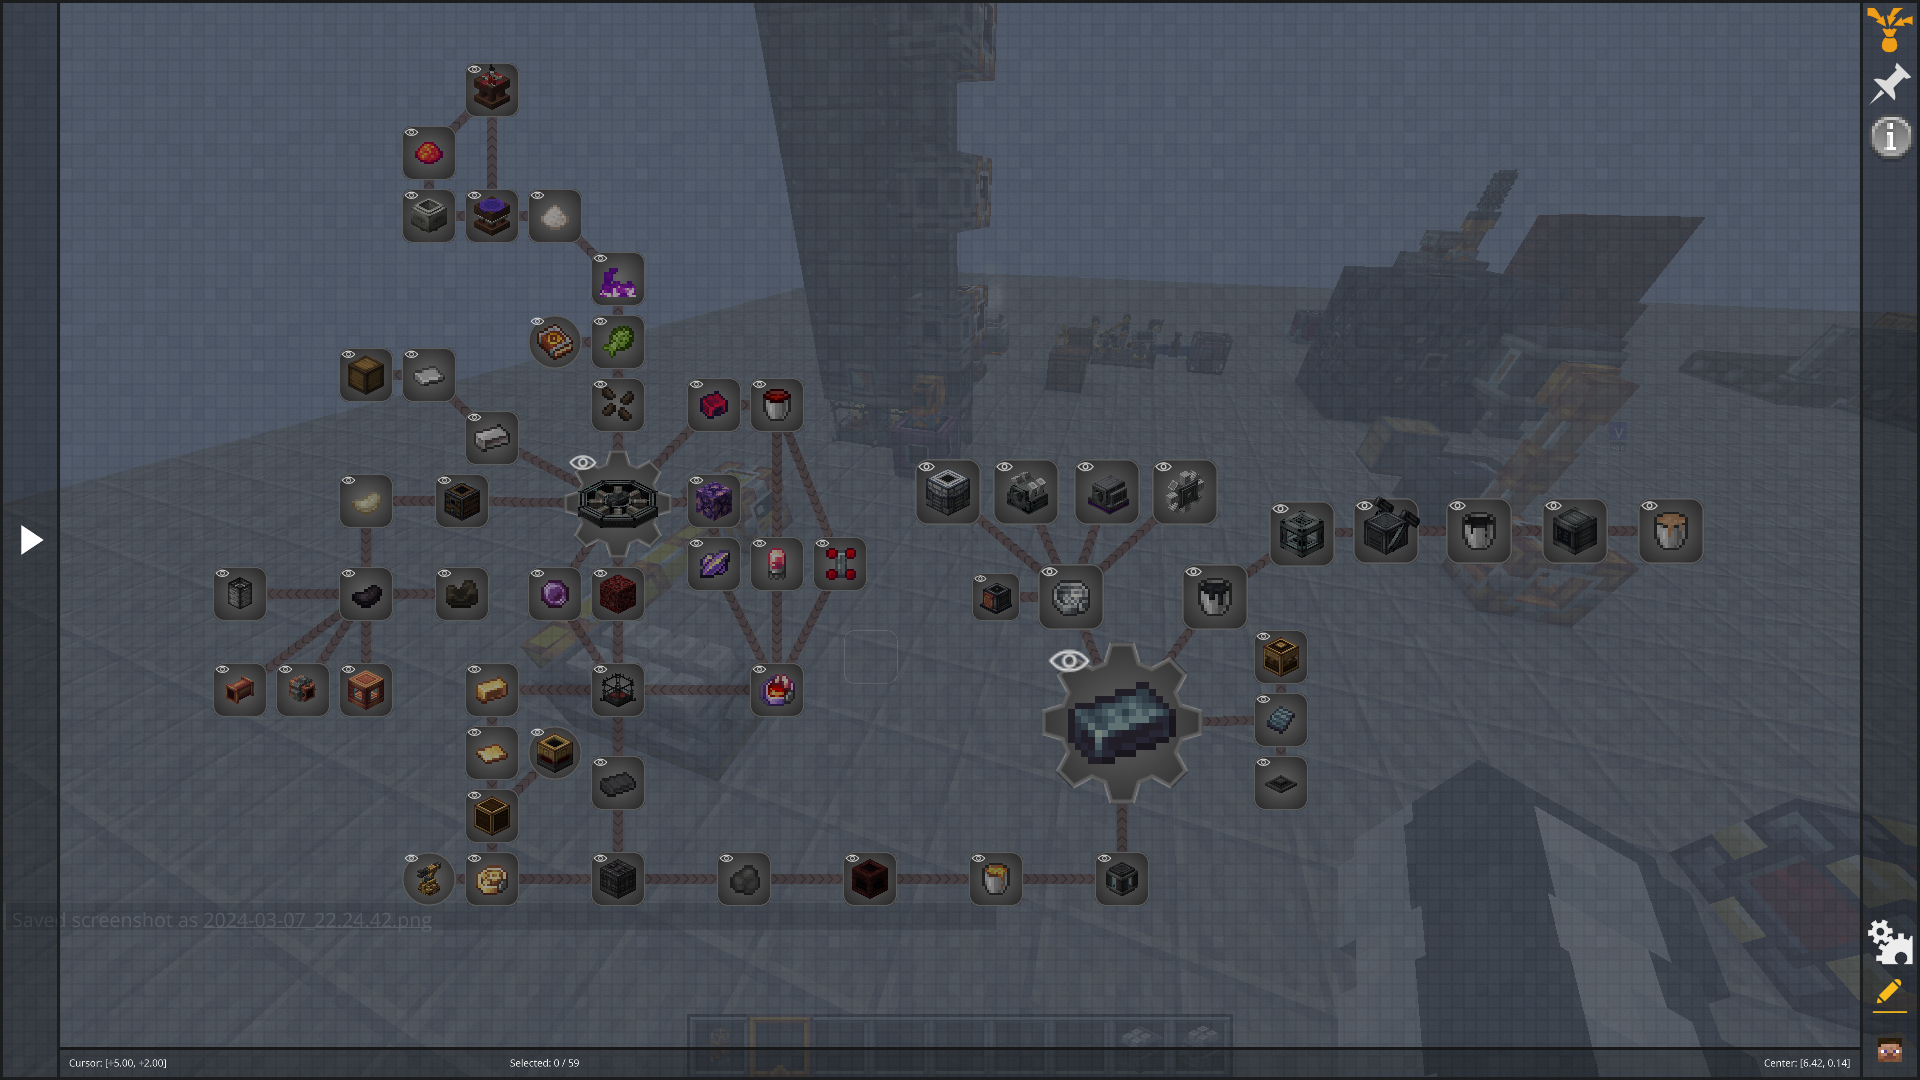 Saved screenshot as 2024-03-07_22.24.42.png
Cursor: [+5.00, +2.00]
Selected: 0 / 59
Center: [6.42, 0.14]